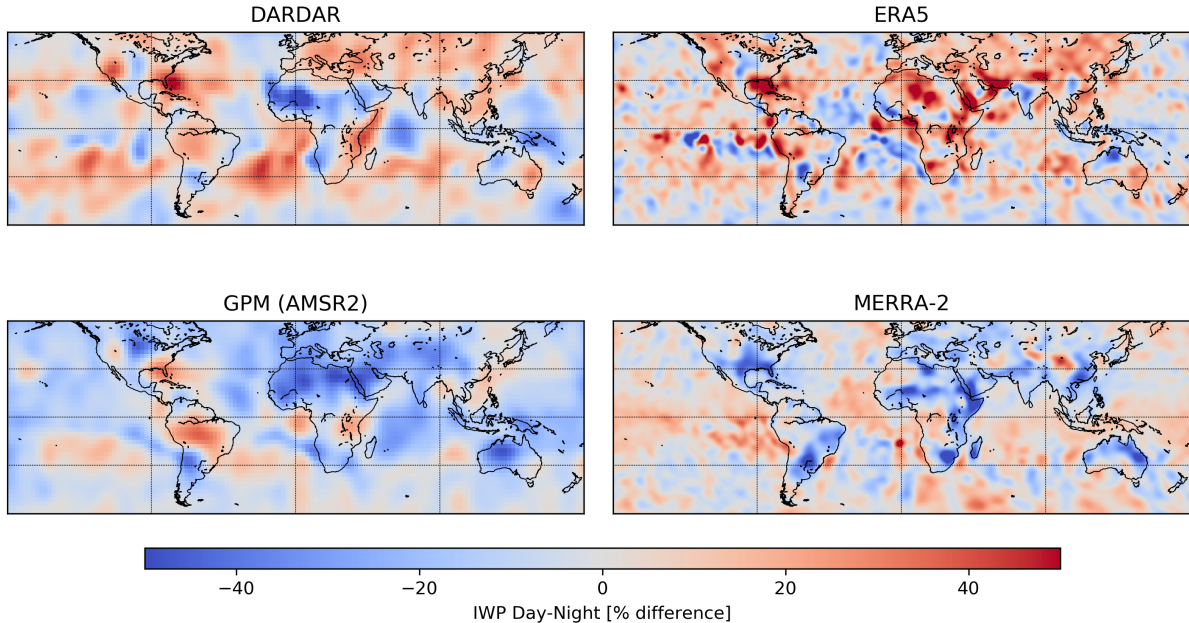 DARDAR
ERA5
GPM (AMSR2)
MERRA-2
−40
−20
0
20
40
IWP Day-Night [% difference]